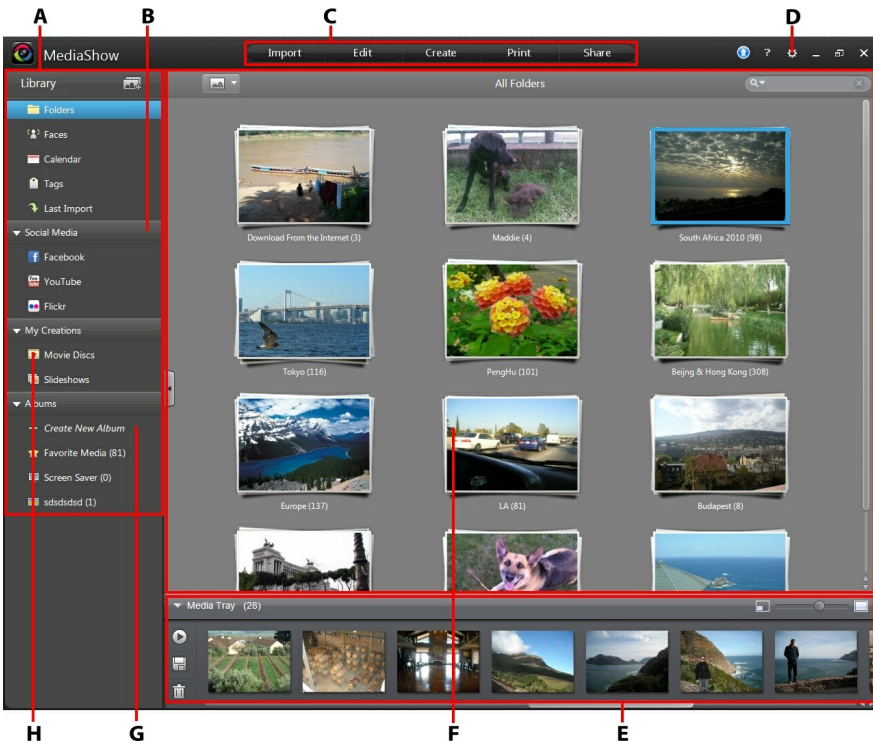 A B C D
MediaShow Import Edit Create Print Share ?
Library All Folders
Folders
Faces
Calendar
Tags
Last Import
Social Media
Facebook
YouTube
Flickr
My Creations
Movie Discs
Slideshows
Albums
Create New Album
Favorite Media (81)
Screen Saver (0)
sdsdsdsd (1)
Download From the Internet (3) Maddie (4) South Africa 2010 (98)
Tokyo (116) PengHu (101) Beijng & Hong Kong (308)
Europe (137) LA (81) Budapest (8)
Media Tray (28)
H G F E